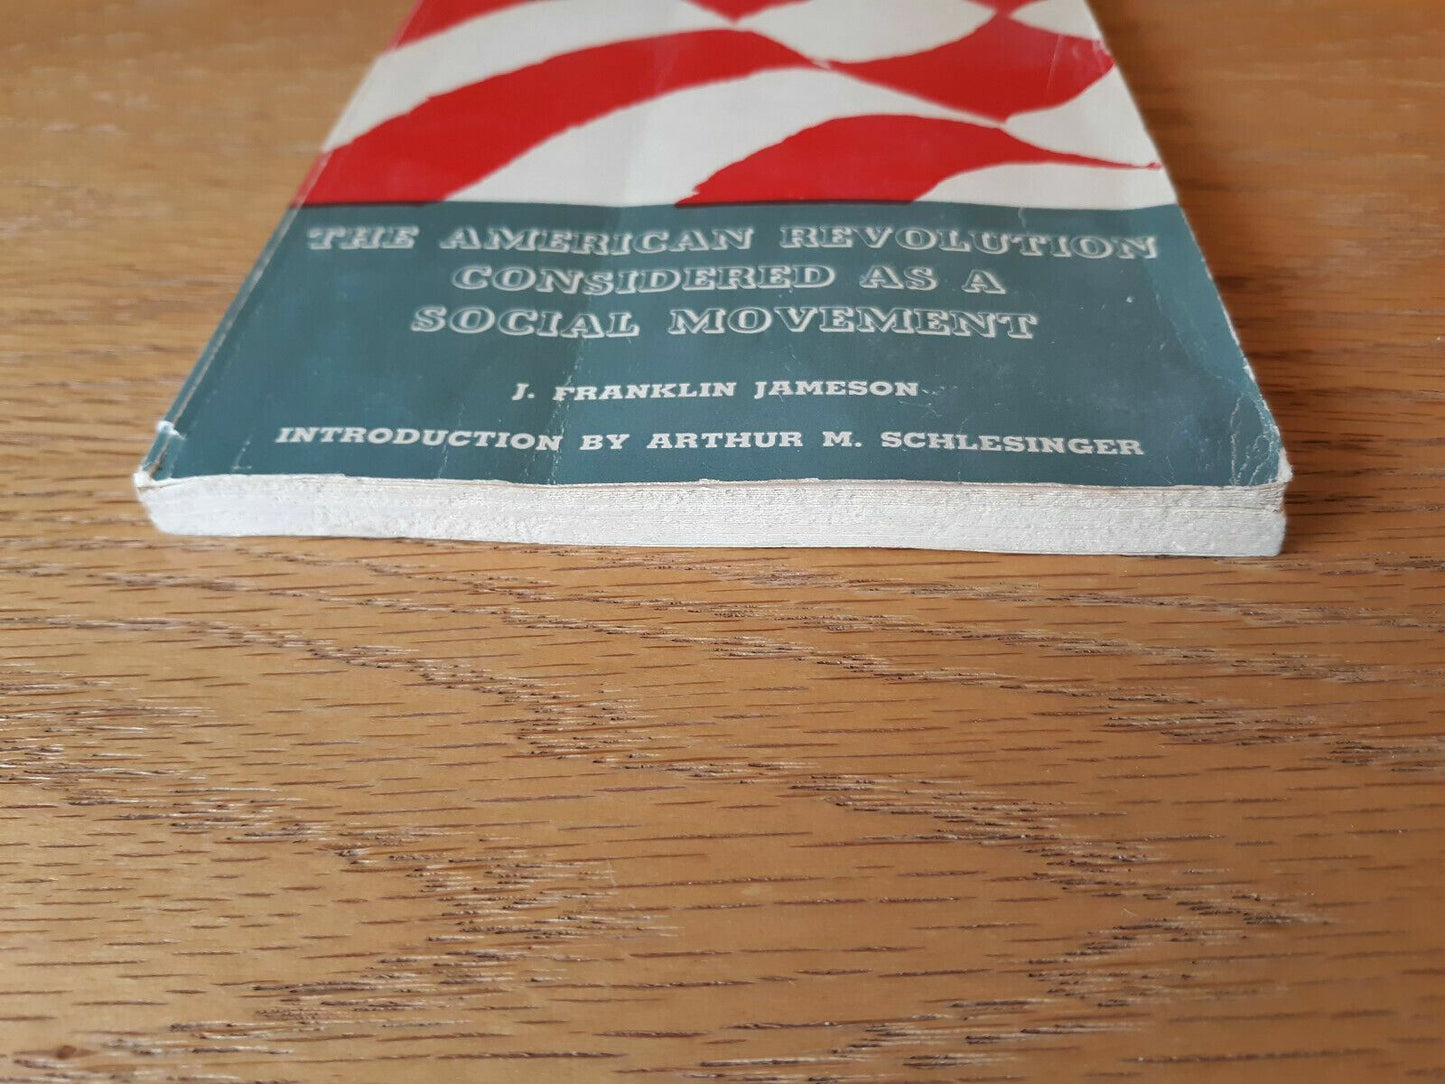 THE AMERICAN REVOLUTION
CONSIDERED AS A
SOCIAL MOVEMENT
J. FRANKLIN JAMESON
INTRODUCTION BY ARTHUR M. SCHLESINGER